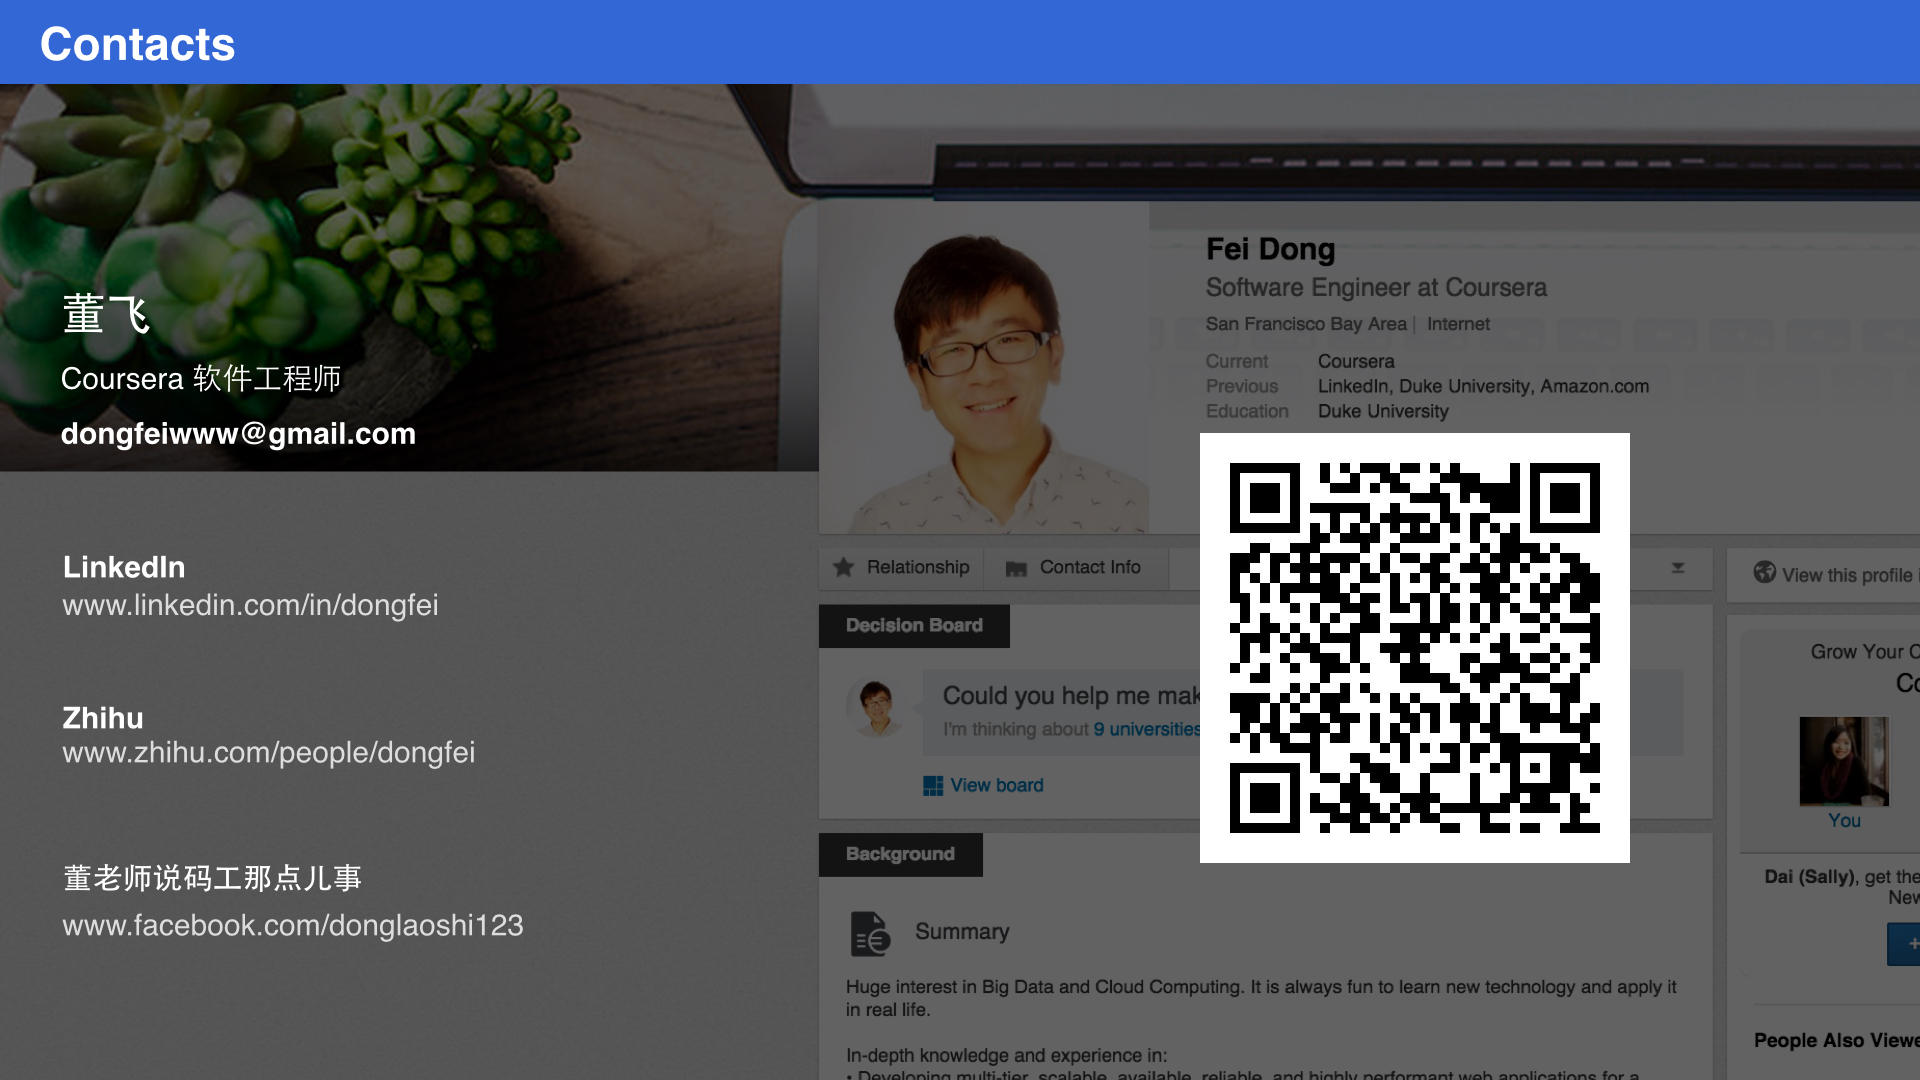 Contacts
董飞
Coursera 软件工程师
dongfeiwww@gmail.com
LinkedIn
www.linkedin.com/in/dongfei
Zhihu
www.zhihu.com/people/dongfei
董老师说码工那点儿事
www.facebook.com/donglaoshi123
Fei Dong
Software Engineer at Coursera
San Francisco Bay Area | Internet
Current Coursera
Previous LinkedIn, Duke University, Amazon.com
Education Duke University
Relationship
Contact Info
Decision Board
Could you help me
I'm thinking about 9 universities
View board
Background
Summary
Huge interest in Big Data and Cloud Computing. It is always fun to learn new technology and apply it
in real life.
In-depth knowledge and experience in:
• Developing multi-tier, scalable, available, reliable, and highly performant web applications for a
View this profile
Grow Your
You
Dai (Sally), get the
People Also